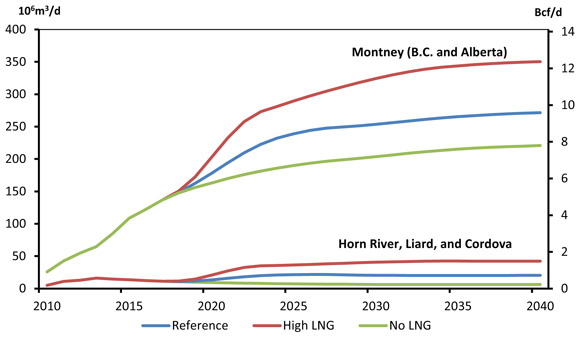 10⁶m³/d Bcf/d
400 14
350 12
300 10
250 8
200 6
150 4
100 2
50 0
0
Montney (B.C. and Alberta)
Horn River, Liard, and Cordova
2010 2015 2020 2025 2030 2035 2040
Reference High LNG No LNG